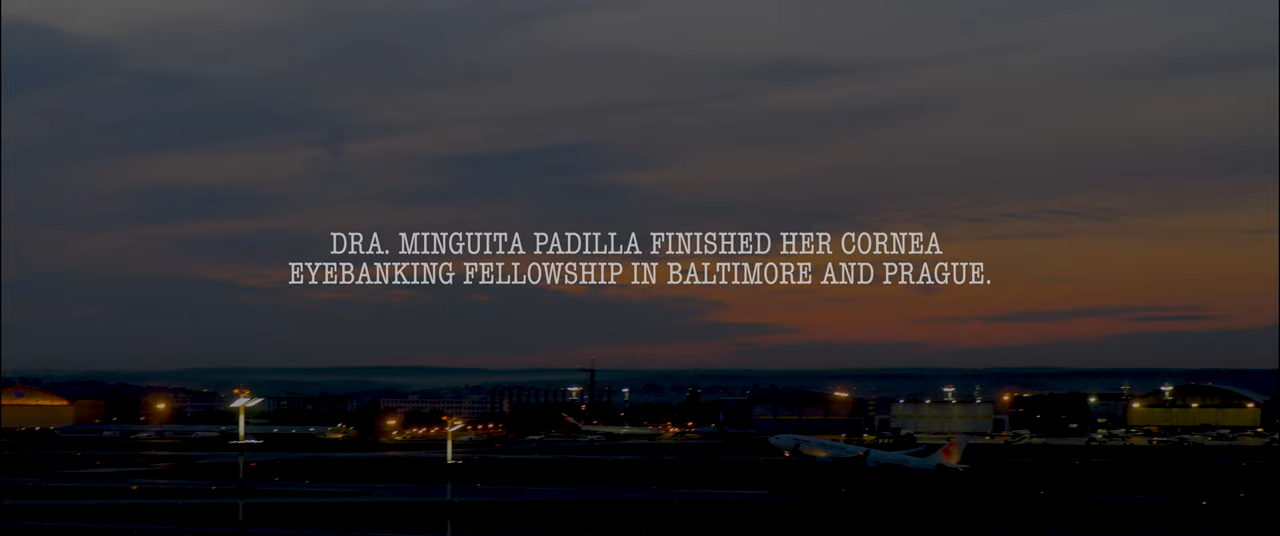 DRA. MINGUITA PADILLA FINISHED HER CORNEA
EYEBANKING FELLOWSHIP IN BALTIMORE AND PRAGUE.